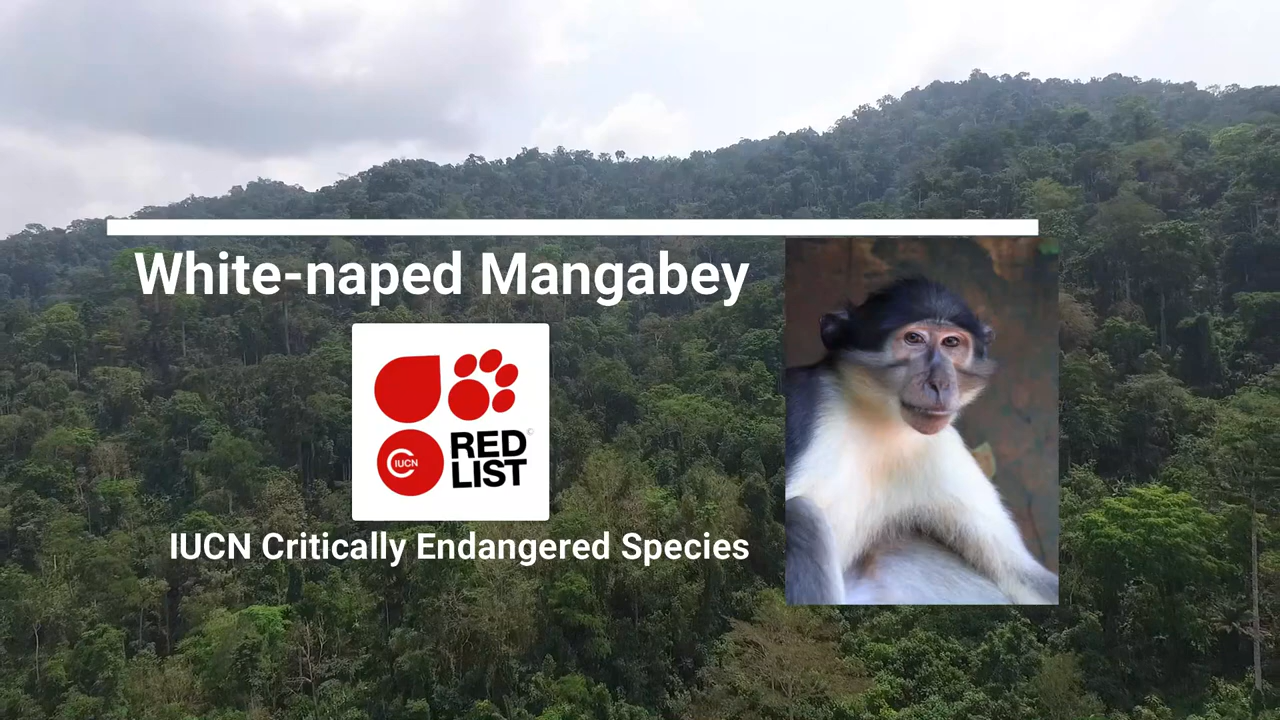 White-naped Mangabey
IUCN
RED
LIST
©
IUCN Critically Endangered Species